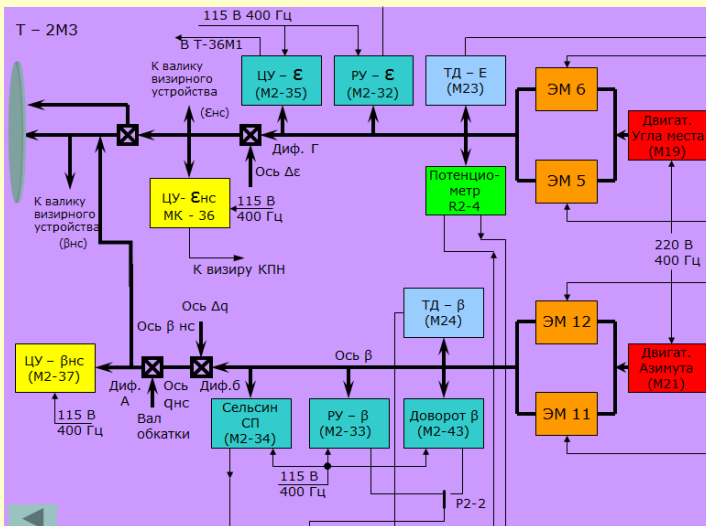 Т – 2М3
115 В 400 Гц
В Т-36М1
К валику
визирного
устройства
(Ɛнс)
ЦУ – Ɛ
(М2-35)
РУ – Ɛ
(М2-32)
ТД – Е
(М23)
ЭМ 6
Двигат.
Угла места
(М19)
Диф. Г
Ось Δε
ЭМ 5
Потенцио-
метр
R2-4
К валику
визирного
устройства
(βнс)
ЦУ- Ɛнс
МК - 36
115 В
400 Гц
К визиру КПН
220 В
400 Гц
Ось Δq
Ось β нс
ТД – β
(М24)
ЭМ 12
Ось β
ЦУ – βнс
(М2-37)
Диф.
А
Ось
qнс
Диф.б
Двигат.
Азимута
(М21)
Вал
обкатки
115 В
400 Гц
Сельсин
СП
(М2-34)
РУ – β
(М2-33)
Доворот β
(М2-43)
ЭМ 11
115 В
400 Гц
Р2-2